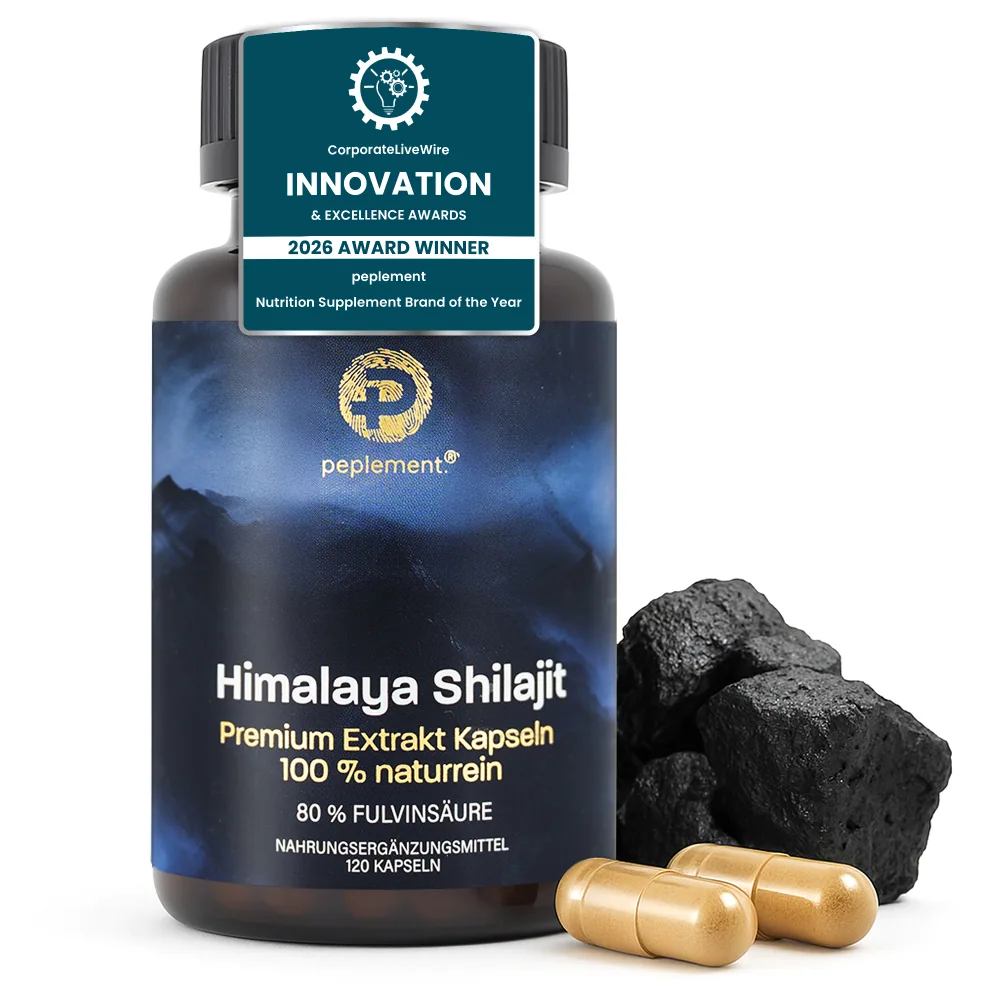 CorporateLiveWire
INNOVATION
& EXCELLENCE AWARDS
2026 AWARD WINNER
peplement
Nutrition Supplement Brand of the Year
peplement.®
Himalaya Shilajit
Premium Extrakt Kapseln
100 % naturrein
80 % FULVINSÄURE
NAHRUNGSERGÄNZUNGSMITTEL
120 KAPSELN